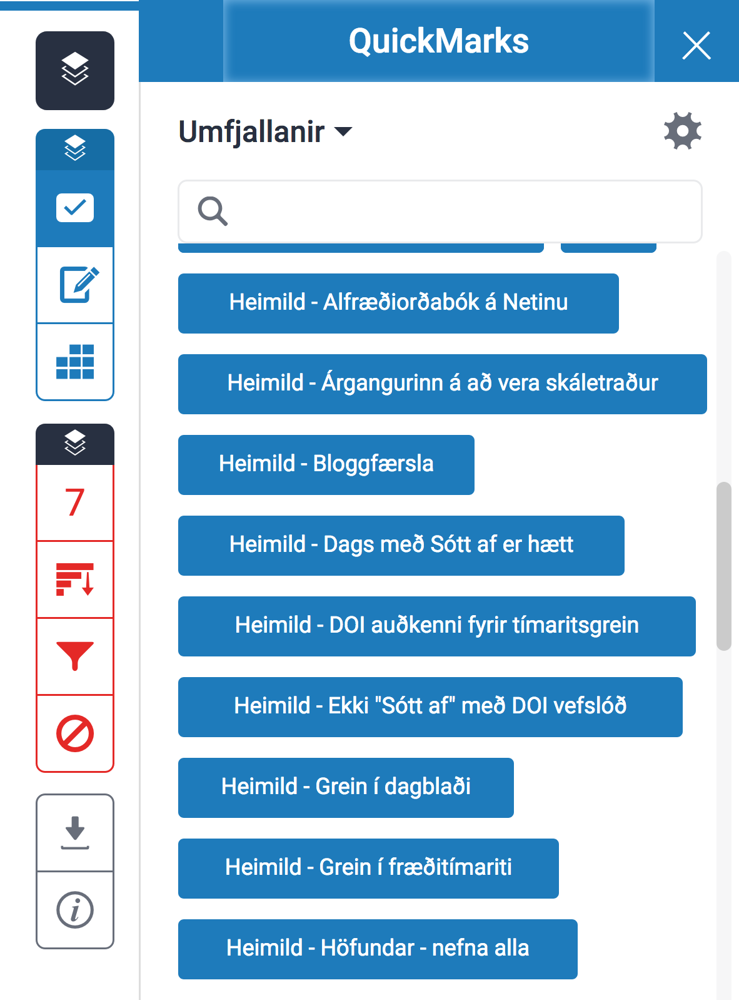 QuickMarks
Umfjallanir
Heimild - Alfræðiorðabók á Netinu
Heimild - Árgangurinn á að vera skáletraður
Heimild - Bloggfærsla
Heimild - Dags með Sótt af er hætt
Heimild - DOI auðkenni fyrir tímaritsgrein
Heimild - Ekki "Sótt af" með DOI vefslóð
Heimild - Grein í dagblaði
Heimild - Grein í fræðitímariti
Heimild - Höfundar - nefna alla
7